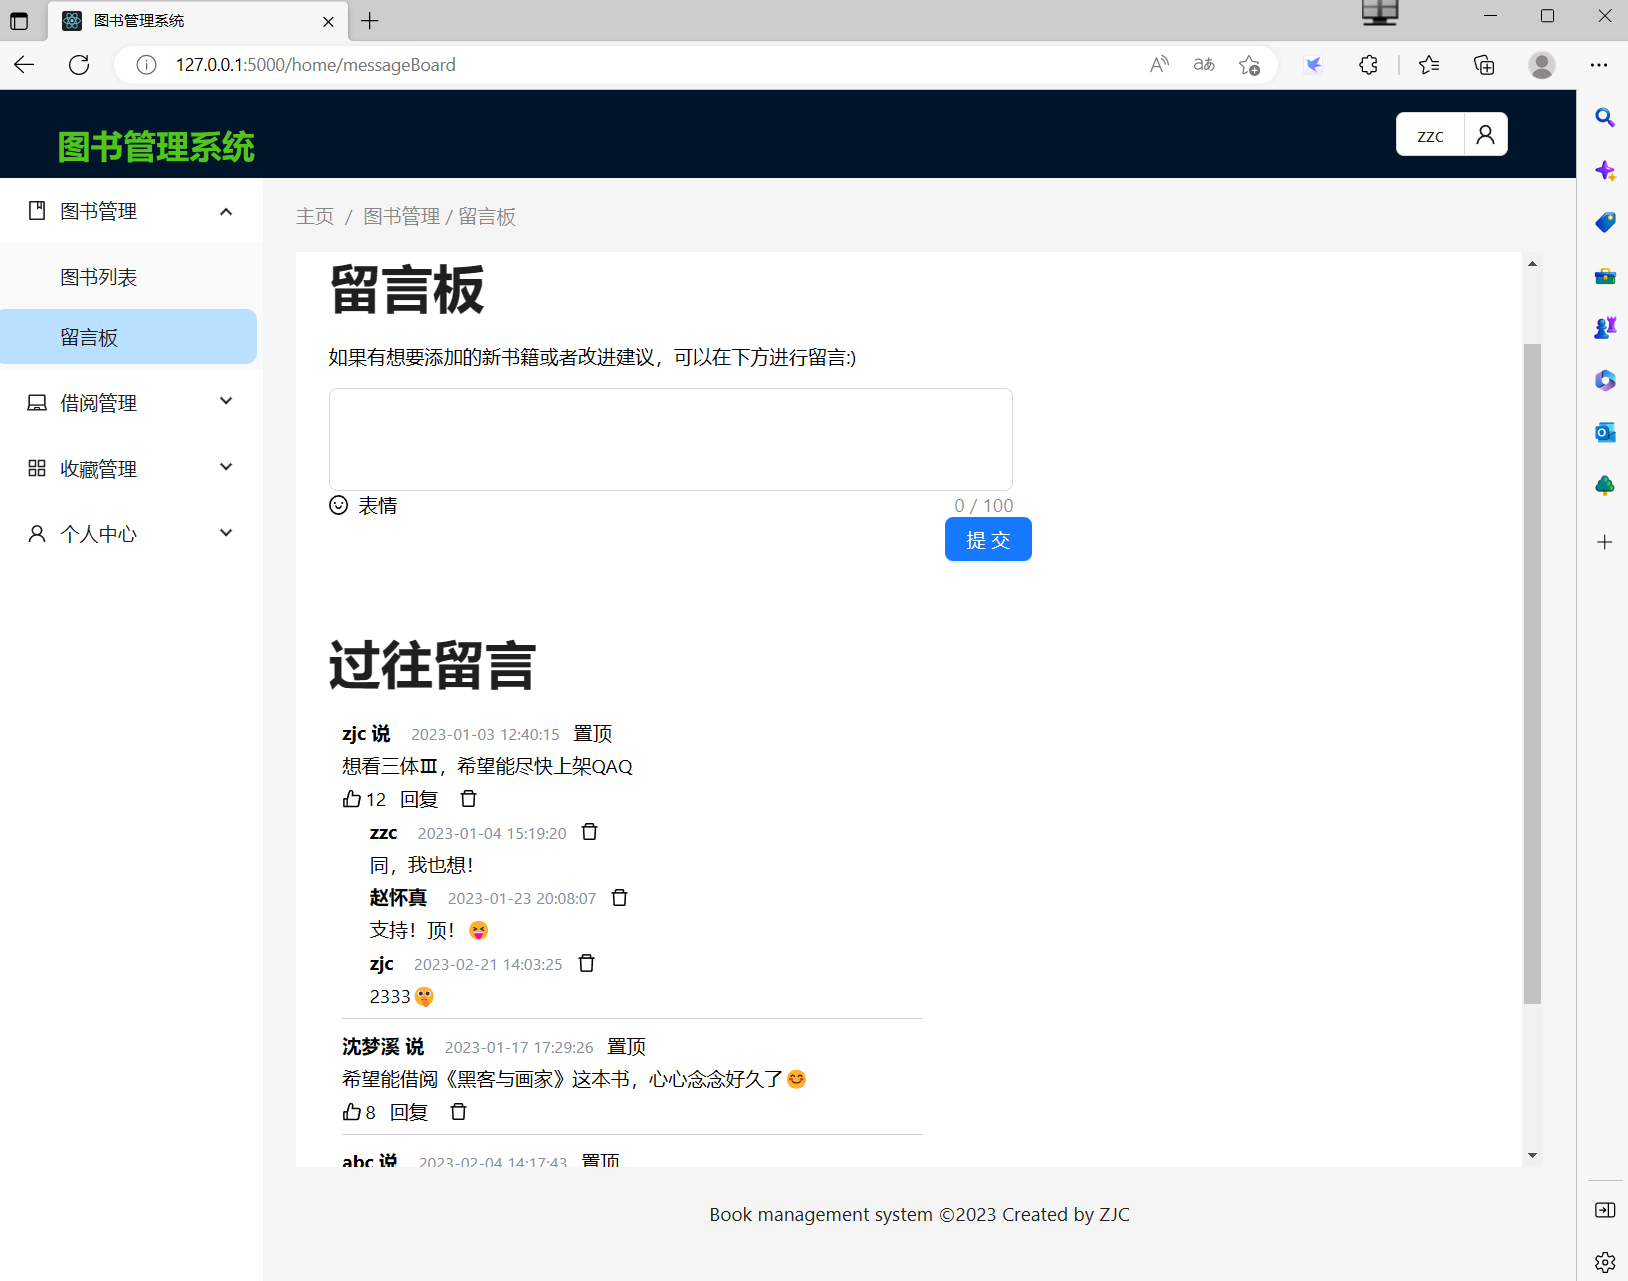 图书管理系统
127.0.0.1:5000/home/messageBoard
图书管理系统
zzc
图书管理
图书列表
留言板
借阅管理
收藏管理
个人中心
主页 / 图书管理 / 留言板
留言板
如果有想要添加的新书籍或者改进建议，可以在下方进行留言:)
表情
0 / 100
提 交
过往留言
zjc 说 2023-01-03 12:40:15 置顶
想看三体Ⅲ，希望能尽快上架QAQ
12 回复
zzc 2023-01-04 15:19:20
同，我也想！
赵怀真 2023-01-23 20:08:07
支持！顶！😝
zjc 2023-02-21 14:03:25
2333🤫
沈梦溪 说 2023-01-17 17:29:26 置顶
希望能借阅《黑客与画家》这本书，心心念念好久了😊
8 回复
abc 说 2023-02-04 14:17:43 置顶
Book management system ©2023 Created by ZJC